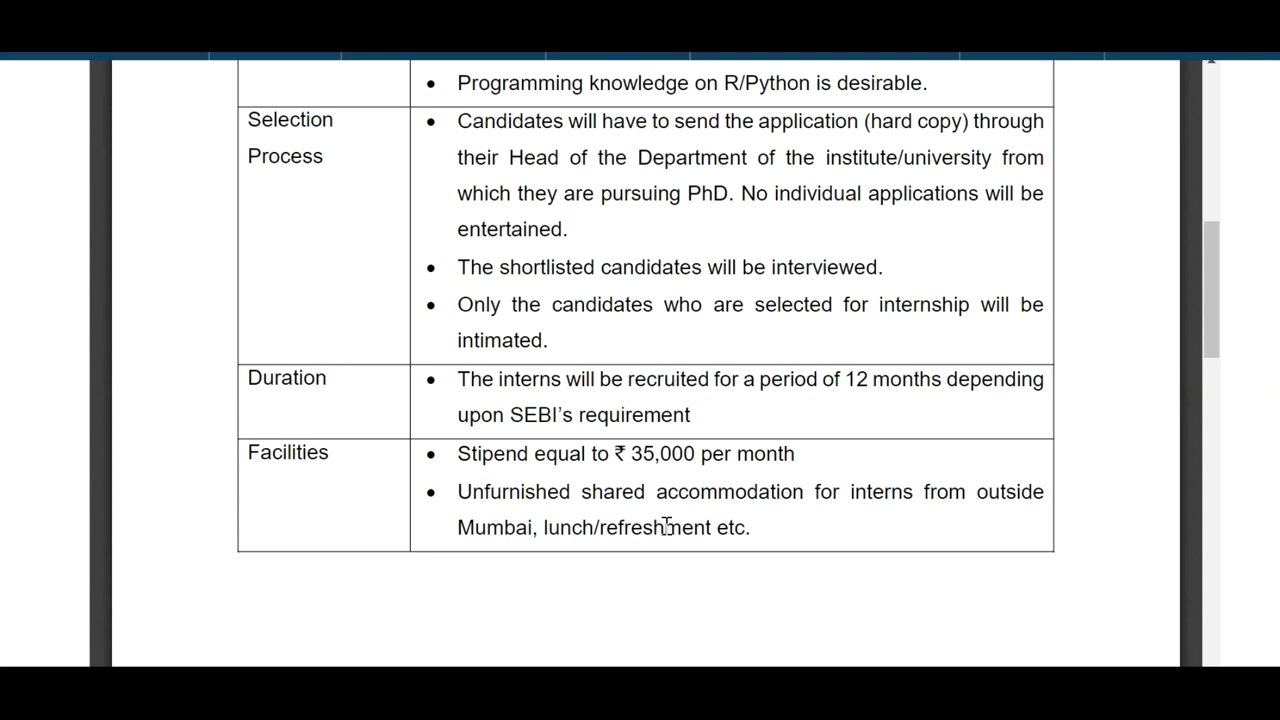 • Programming knowledge on R/Python is desirable.
Selection
Process
• Candidates will have to send the application (hard copy) through
their Head of the Department of the institute/university from
which they are pursuing PhD. No individual applications will be
entertained.
• The shortlisted candidates will be interviewed.
• Only the candidates who are selected for internship will be
intimated.
Duration
• The interns will be recruited for a period of 12 months depending
upon SEBI’s requirement
Facilities
• Stipend equal to ₹ 35,000 per month
• Unfurnished shared accommodation for interns from outside
Mumbai, lunch/refreshment etc.